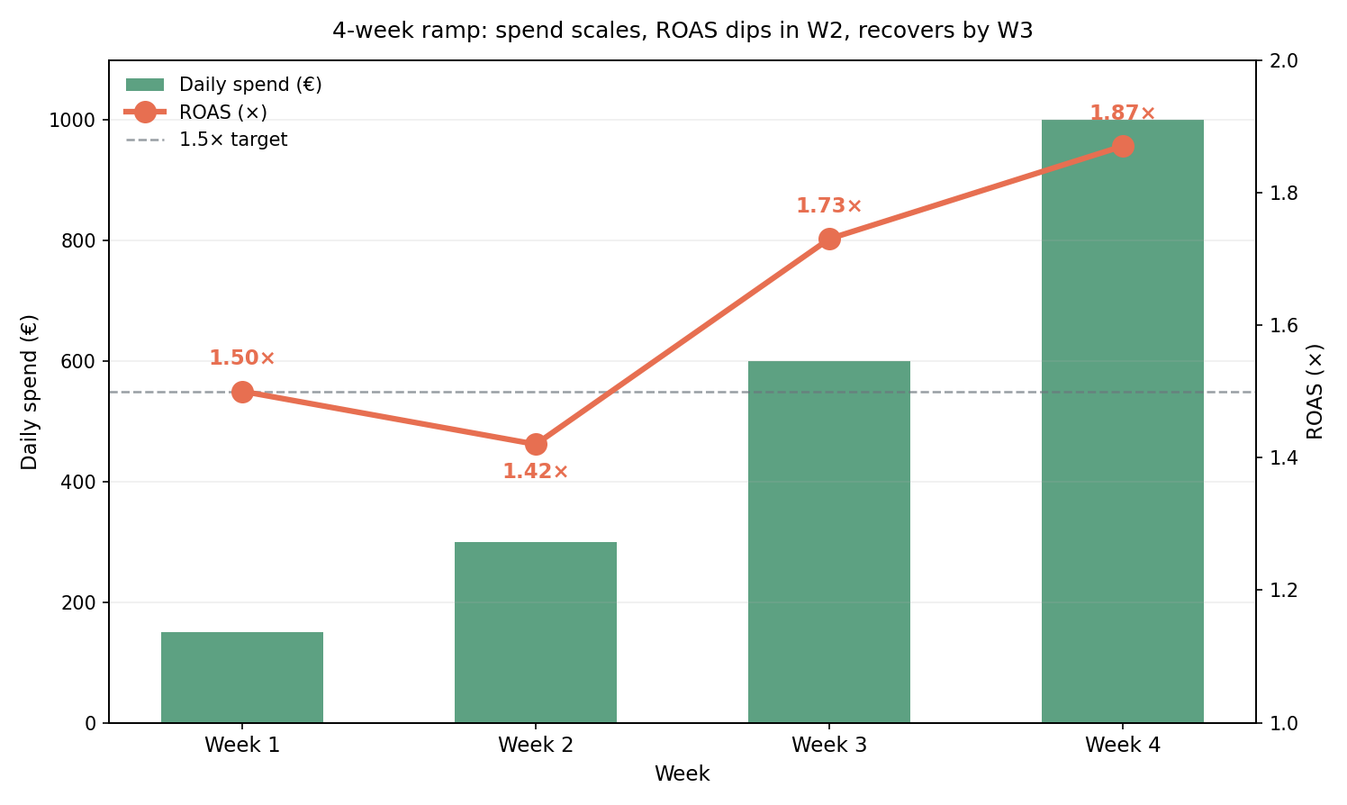 4-week ramp: spend scales, ROAS dips in W2, recovers by W3
Daily spend (€)
ROAS (×)
1.5× target
1000
800
600
400
200
0
Daily spend (€)
1.50×
1.42×
1.73×
1.87×
2.0
1.8
1.6
1.4
1.2
1.0
ROAS (×)
Week 1
Week 2
Week 3
Week 4
Week